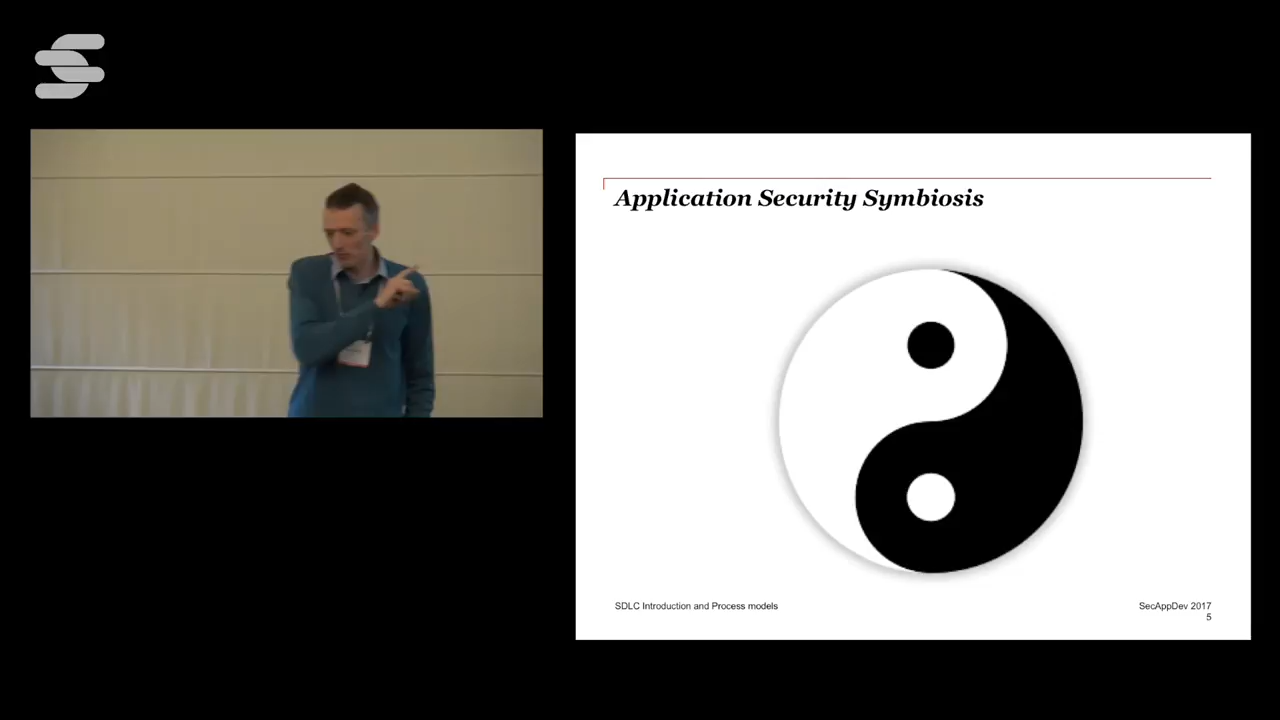 Application Security Symbiosis
SDLC Introduction and Process models
SecAppDev 2017
5